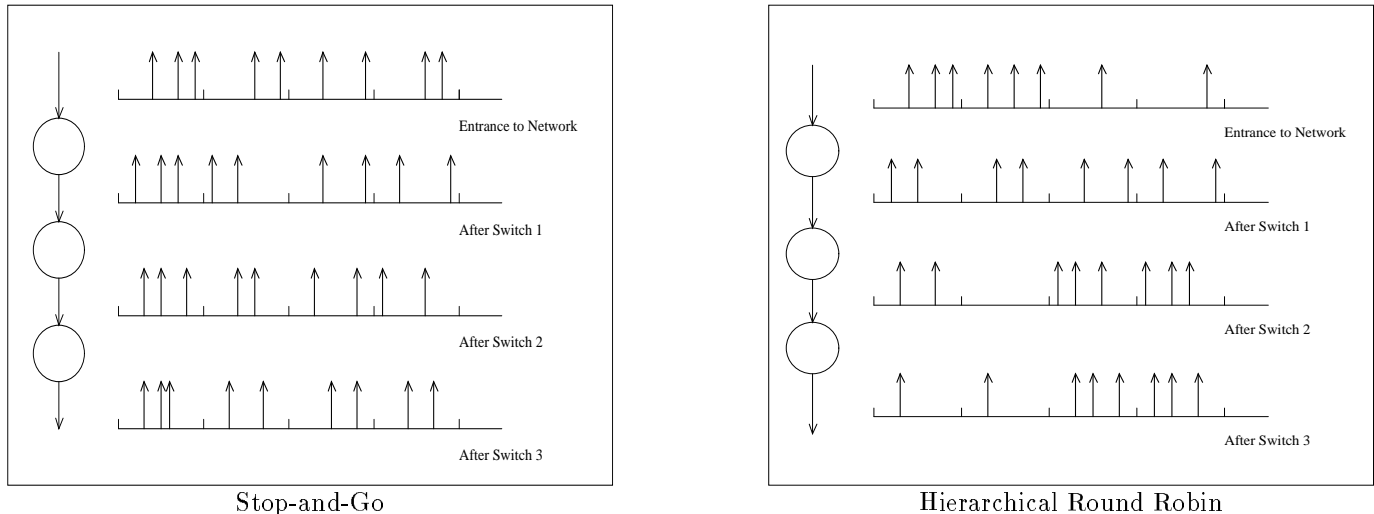 Entrance to Network
After Switch 1
After Switch 2
After Switch 3
Stop-and-Go
Entrance to Network
After Switch 1
After Switch 2
After Switch 3
Hierarchical Round Robin